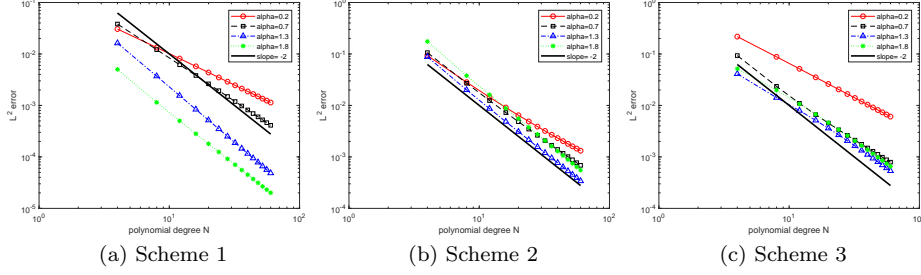 10^-1
10^-2
10^-3
10^-4
10^-5
L^2 error
10^0
10^1
10^2
polynomial degree N
alpha=0.2
alpha=0.7
alpha=1.3
alpha=1.8
slope= -2
(a) Scheme 1
10^0
10^-1
10^-2
10^-3
10^-4
L^2 error
10^0
10^1
10^2
polynomial degree N
alpha=0.2
alpha=0.7
alpha=1.3
alpha=1.8
slope= -2
(b) Scheme 2
10^0
10^-1
10^-2
10^-3
10^-4
L^2 error
10^0
10^1
10^2
polynomial degree N
alpha=0.2
alpha=0.7
alpha=1.3
alpha=1.8
slope= -2
(c) Scheme 3